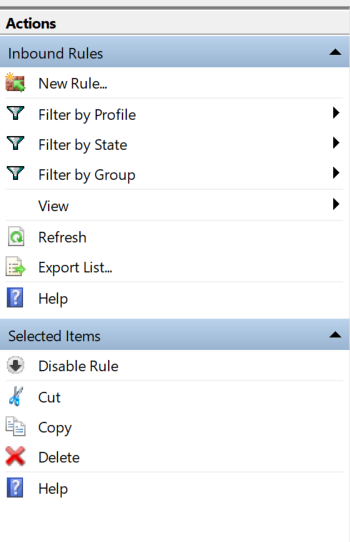 Actions
Inbound Rules
New Rule...
Filter by Profile
Filter by State
Filter by Group
View
Refresh
Export List...
Help
Selected Items
Disable Rule
Cut
Copy
Delete
Help